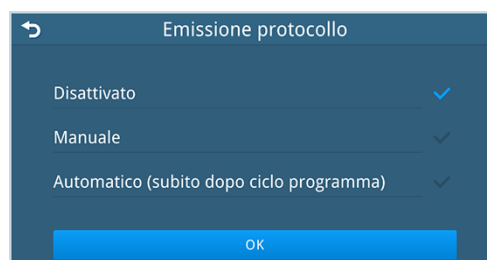 Emissione protocollo
Disattivato
Manuale
Automatico (subito dopo ciclo programma)
OK